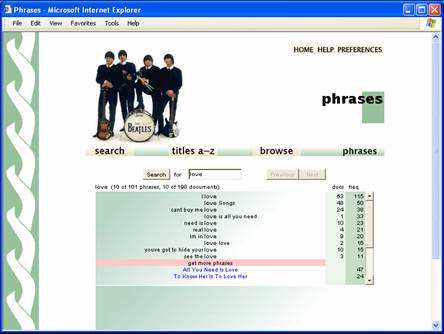 Phrases - Microsoft Internet Explorer
File Edit View Favorites Tools Help
HOME HELP PREFERENCES
THE BEATLES
phrases
search titles a–z browse phrases
Search for love Previous Next
love (10 of 101 phrases, 10 of 198 documents) docs freq
I love 53 115
love Songs 48 50
cant buy me love 24 38
love is all you need 1 33
need is love 10 23
real love 4 21
Im in love 9 20
love love 2 16
youve got to hide your love 10 15
see the love 3 11
get more phrases
All You Need Is Love 47
To Know Her Is To Love Her 24